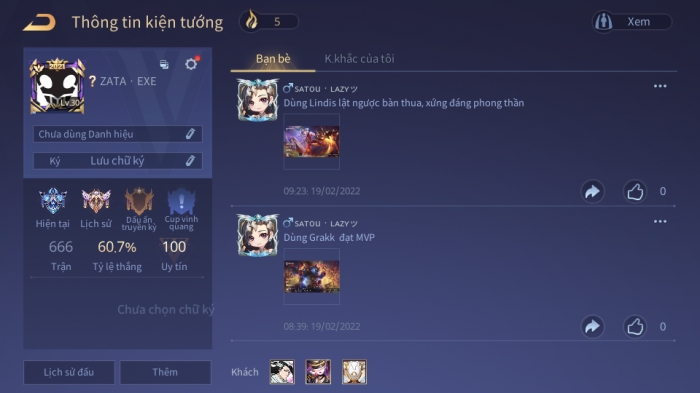 Thông tin kiện tướng
5
Xem
2021
Lv.30
? ZATA · EXE
Chưa dùng Danh hiệu
Ký Lưu chữ ký
Hiện tại
Lịch sử
Dấu ấn truyền kỳ
Cup vinh quang
666
60.7%
100
Trận
Tỷ lệ thắng
Uy tín
Chưa chọn chữ ký
Lịch sử đấu
Thêm
Bạn bè
K.khắc của tôi
SATOU · LAZYツ
Dùng Lindis lật ngược bàn thua, xứng đáng phong thần
09:23: 19/02/2022
0
SATOU · LAZYツ
Dùng Grakk đạt MVP
08:39: 19/02/2022
0
Khách